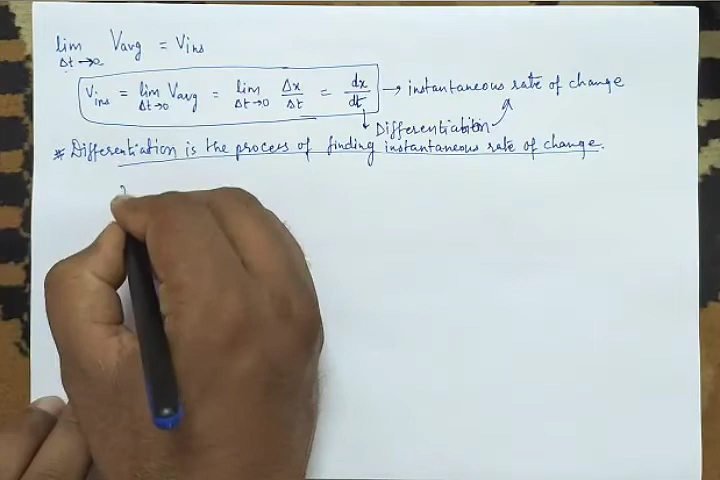 lim Δt→0 Vavg = Vins
Vins = lim Δt→0 Vavg = lim Δt→0 Δx/Δt = dx/dt → instantaneous rate of change
Differentiation
* Differentiation is the process of finding instantaneous rate of change.